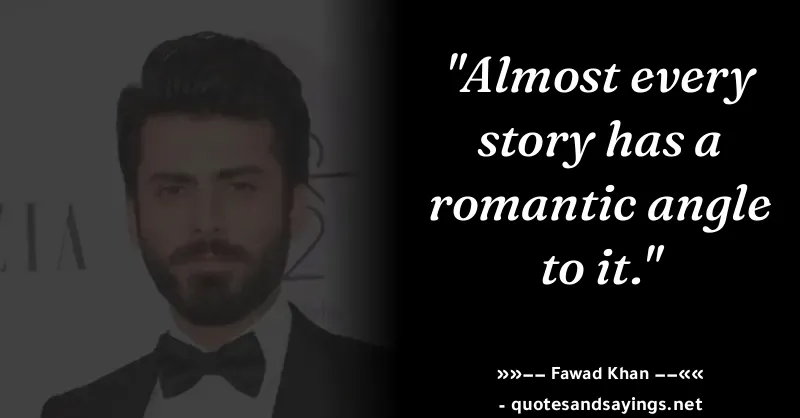 "Almost every
story has a
romantic angle
to it."
»»−− Fawad Khan −−««
- quotesandsayings.net